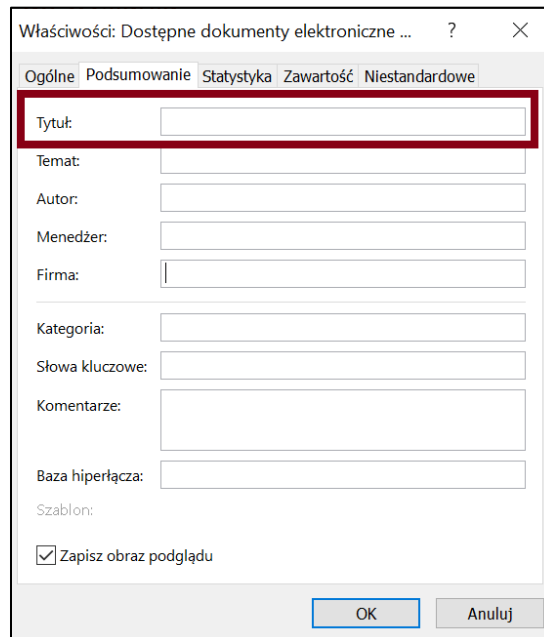 Właściwości: Dostępne dokumenty elektroniczne ... ?
Ogólne Podsumowanie Statystyka Zawartość Niestandardowe
Tytuł:
Temat:
Autor:
Menedżer:
Firma:
Kategoria:
Słowa kluczowe:
Komentarze:
Baza hiperłącza:
Szablon:
Zapisz obraz podglądu
OK Anuluj